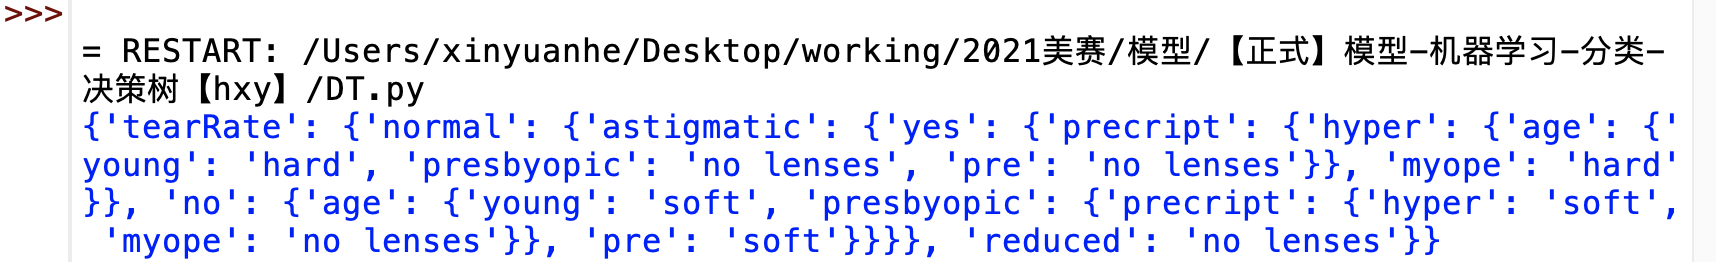 >>>
= RESTART: /Users/xinyuanhe/Desktop/working/2021美赛/模型/【正式】模型-机器学习-分类-
决策树【hxy】/DT.py
{'tearRate': {'normal': {'astigmatic': {'yes': {'precript': {'hyper': {'age': {'
young': 'hard', 'presbyopic': 'no lenses', 'pre': 'no lenses'}}, 'myope': 'hard'
}}, 'no': {'age': {'young': 'soft', 'presbyopic': {'precript': {'hyper': 'soft',
 'myope': 'no lenses'}}, 'pre': 'soft'}}}}, 'reduced': 'no lenses'}}